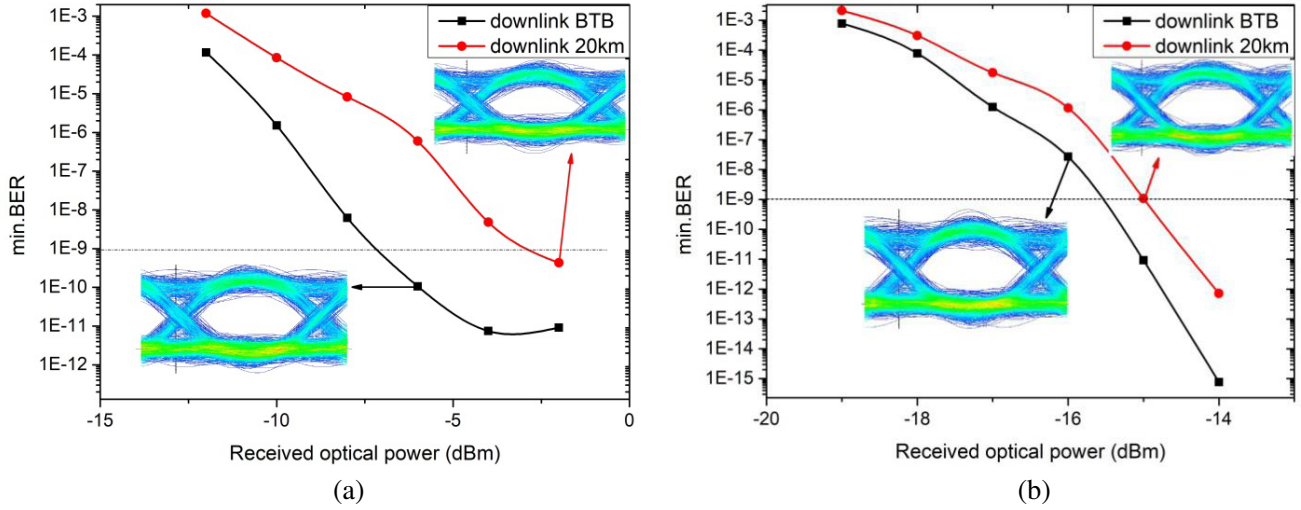 1E-3
1E-4
1E-5
1E-6
1E-7
1E-8
1E-9
1E-10
1E-11
1E-12
min.BER
-15
-10
-5
0
Received optical power (dBm)
downlink BTB
downlink 20km
(a)
1E-3
1E-4
1E-5
1E-6
1E-7
1E-8
1E-9
1E-10
1E-11
1E-12
1E-13
1E-14
1E-15
min.BER
-20
-18
-16
-14
Received optical power (dBm)
downlink BTB
downlink 20km
(b)